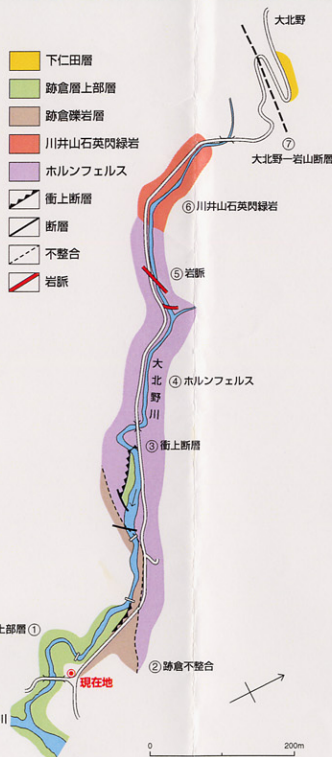 大北野
下仁田層
跡倉層上部層
跡倉礫岩層
川井山石英閃緑岩
ホルンフェルス
衝上断層
断層
不整合
岩脈
⑦
大北野ー岩山断層
⑥川井山石英閃緑岩
⑤岩脈
大北野川
④ホルンフェルス
③衝上断層
上部層①
②跡倉不整合
現在地
川
0 200m